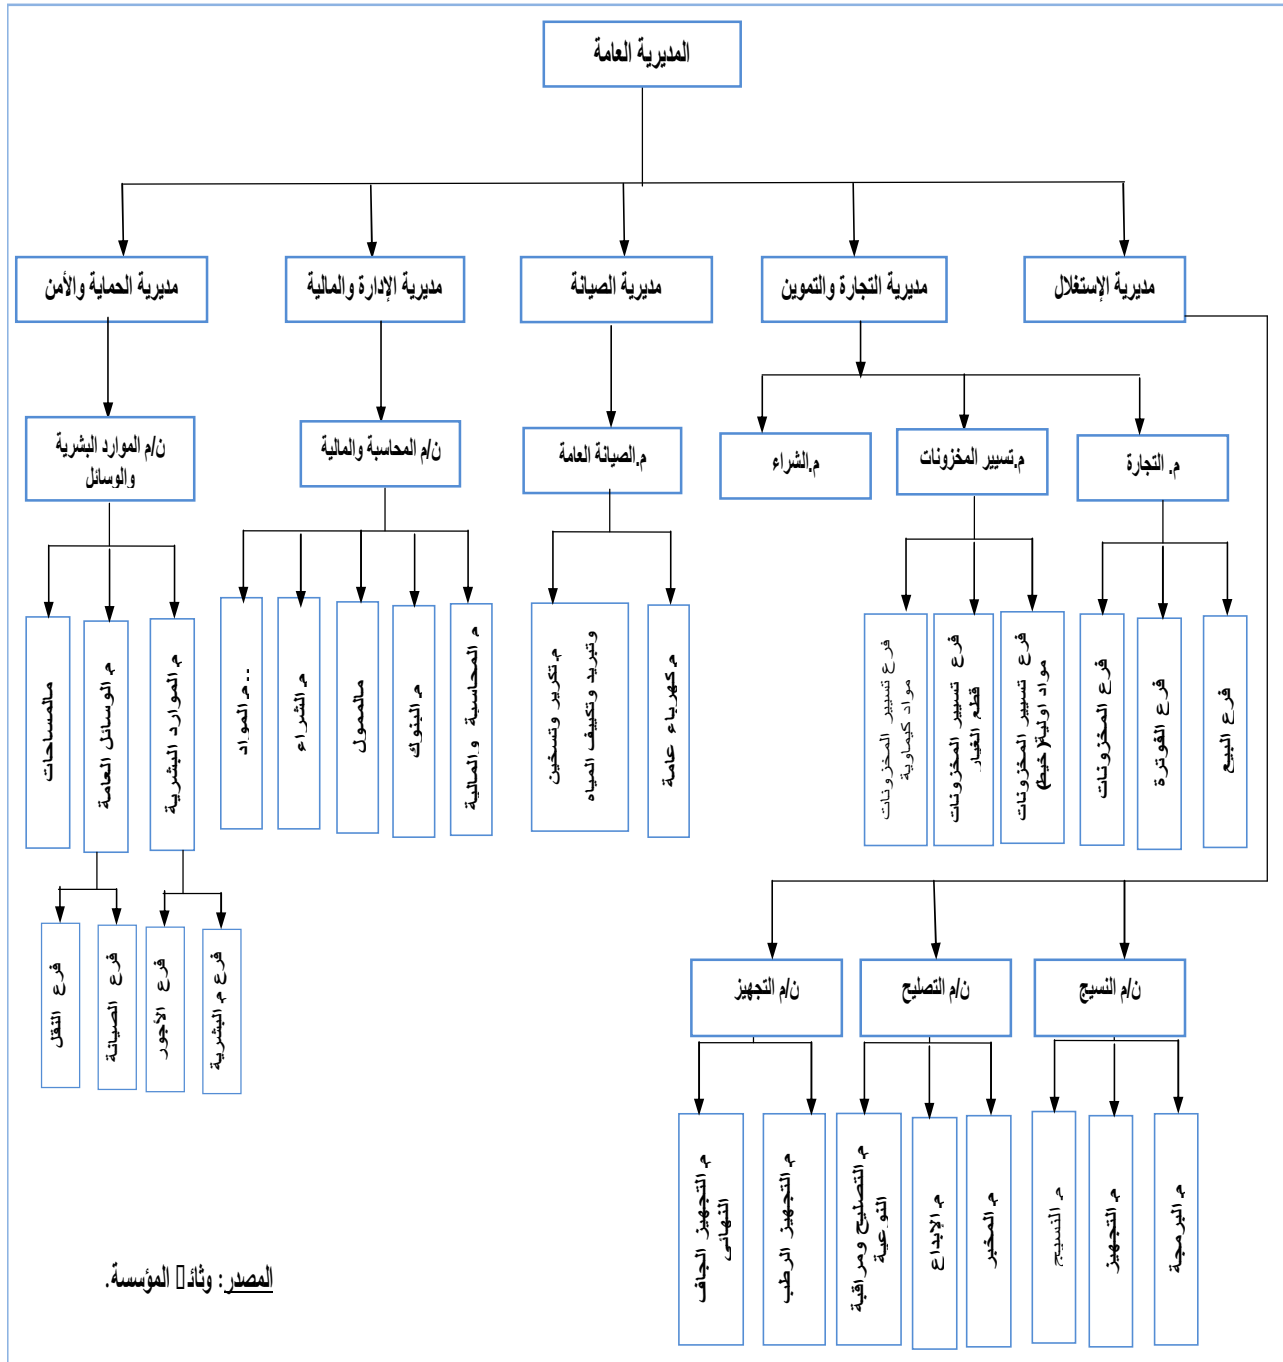 المديرية العامة
مديرية الإستغلال
مديرية التجارة والتموين
مديرية الصيانة
مديرية الإدارة والمالية
مديرية الحماية والأمن
م. التجارة
م.تسيير المخزونات
م.الشراء
م.الصيانة العامة
ن/م المحاسبة والمالية
ن/م الموارد البشرية
والوسائل
فرع البيع
فرع الفوترة
فرع المخزونات
فرع تسيير المخزونات
مواد اولية(خيط)
فرع تسيير المخزونات
قطع الغيار
فرع تسيير المخزونات
مواد كيماوية
م.كهرباء عامة
م.تكرير وتسخين
وتبريد وتكييف المياه
م.المحاسبة والمالية
م.البنوك
م.الممول
م.الشراء
..م.المواد
م.الموارد البشرية
م.الوسائل العامة
م.المساحات
فرع م.البشرية
فرع الأجور
فرع الصيانة
فرع النقل
ن/م النسيج
ن/م التصليح
ن/م التجهيز
م.البرمجة
م.التجهيز
م.النسيج
م.المخبر
م.الإبداع
م.التصليح ومراقبة
النوعية
م.التجهيز الرطب
م.التجهيز الجاف
النهائي
المصدر: وثائ المؤسسة.